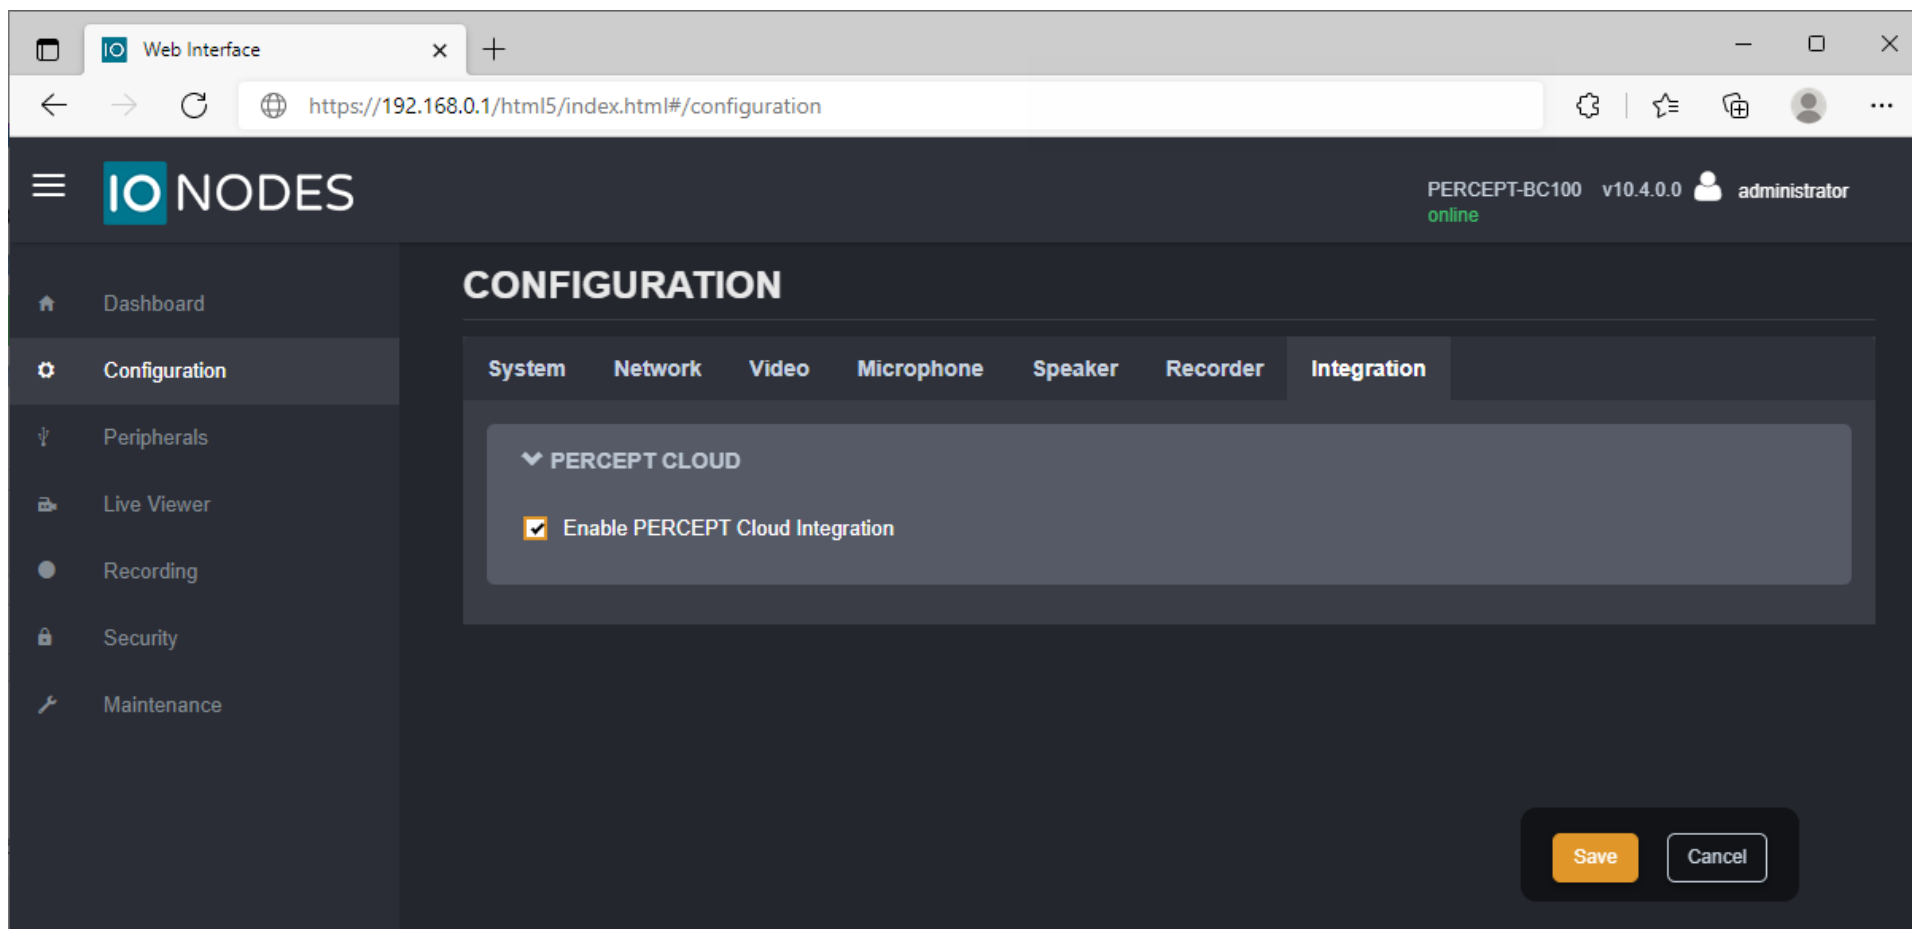 Web Interface
https://192.168.0.1/html5/index.html#/configuration
IO NODES
PERCEPT-BC100 v10.4.0.0 administrator
online
Dashboard
Configuration
Peripherals
Live Viewer
Recording
Security
Maintenance
CONFIGURATION
System Network Video Microphone Speaker Recorder Integration
PERCEPT CLOUD
Enable PERCEPT Cloud Integration
Save Cancel